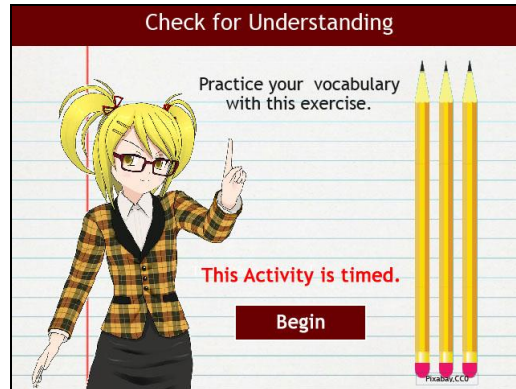 Check for Understanding
Practice your vocabulary
with this exercise.
This Activity is timed.
Begin
Pixabay,CC0